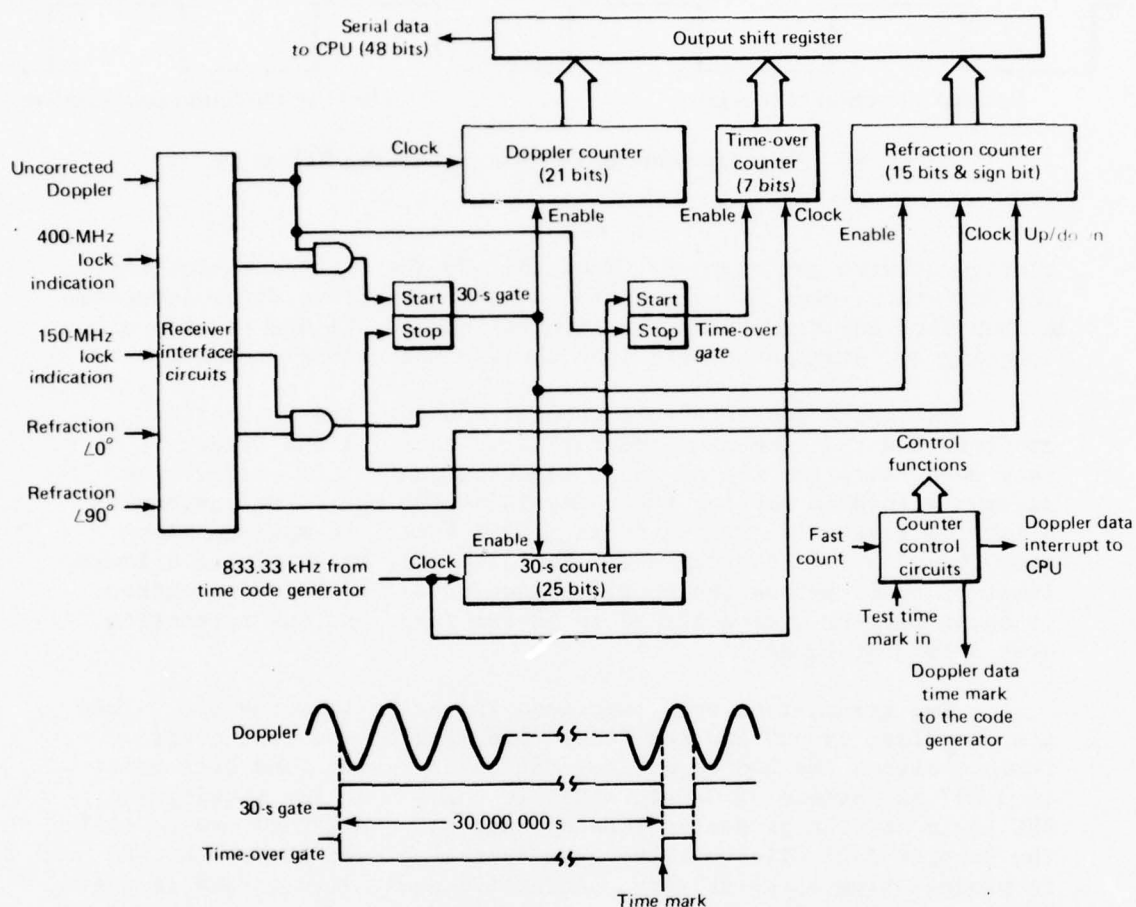 Serial data
to CPU (48 bits)
Output shift register
Uncorrected
Doppler
400-MHz
lock
indication
150-MHz
lock
indication
Refraction
∠0°
Refraction
∠90°
Receiver
interface
circuits
Clock
Doppler counter
(21 bits)
Enable
Time-over
counter
(7 bits)
Enable
Clock
Refraction counter
(15 bits & sign bit)
Enable
Clock
Up/down
Start
Stop
30-s gate
Start
Stop
Time-over
gate
Enable
833.33 kHz from
time code generator
Clock
30-s counter
(25 bits)
Control
functions
Fast
count
Counter
control
circuits
Doppler data
interrupt to
CPU
Test time
mark in
Doppler data
time mark
to the code
generator
Doppler
30-s gate
30.000 000 s
Time-over gate
Time mark